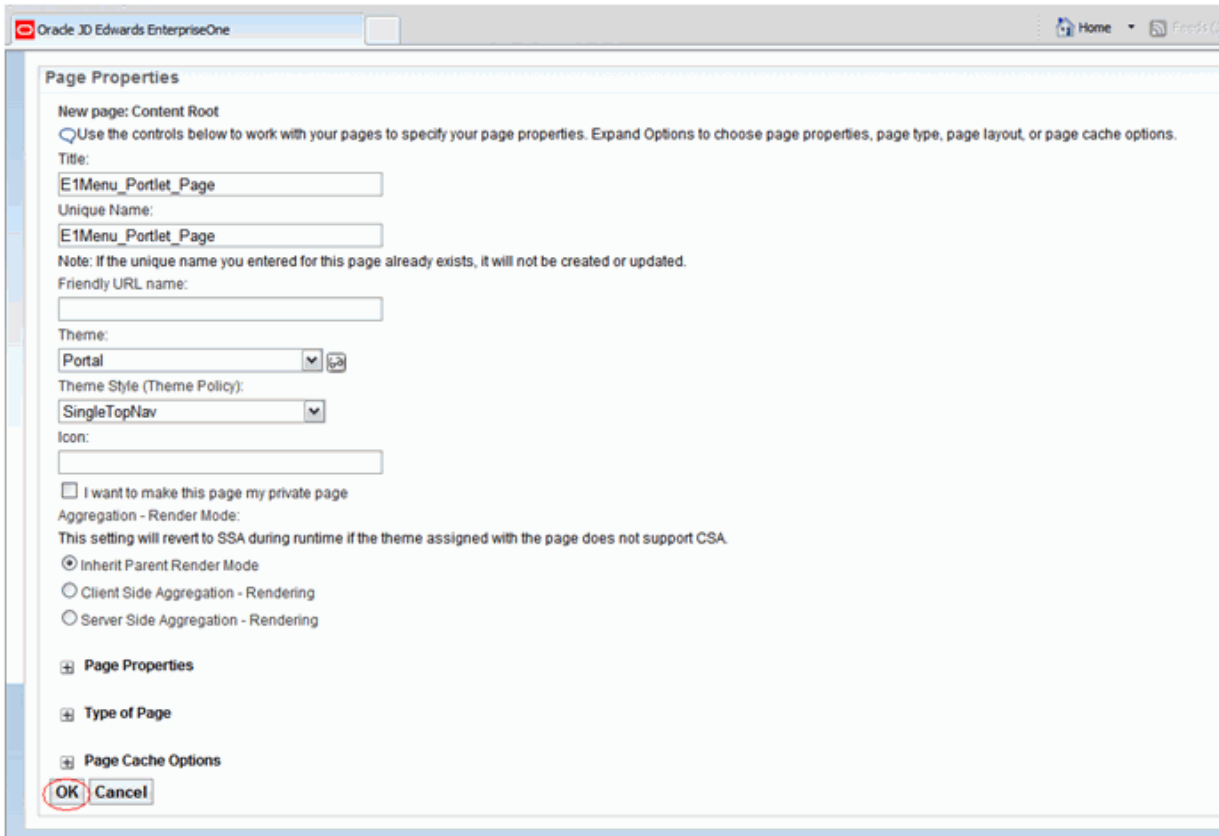 Oracle JD Edwards EnterpriseOne
Home
Feeds
Page Properties
New page: Content Root
Use the controls below to work with your pages to specify your page properties. Expand Options to choose page properties, page type, page layout, or page cache options.
Title:
E1Menu_Portlet_Page
Unique Name:
E1Menu_Portlet_Page
Note: If the unique name you entered for this page already exists, it will not be created or updated.
Friendly URL name:
Theme:
Portal
Theme Style (Theme Policy):
SingleTopNav
Icon:
I want to make this page my private page
Aggregation - Render Mode:
This setting will revert to SSA during runtime if the theme assigned with the page does not support CSA.
Inherit Parent Render Mode
Client Side Aggregation - Rendering
Server Side Aggregation - Rendering
Page Properties
Type of Page
Page Cache Options
OK Cancel